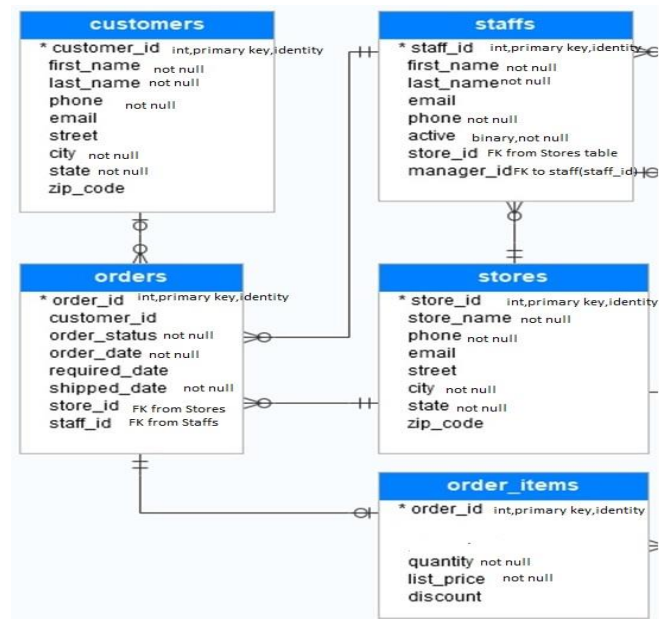 customers
* customer_id int,primary key,identity
first_name not null
last_name not null
phone not null
email
street
city not null
state not null
zip_code
staffs
* staff_id int,primary key,identity
first_name not null
last_name not null
email
phone not null
active binary,not null
store_id FK from Stores table
manager_id FK to staff(staff_id)
orders
* order_id int,primary key,identity
customer_id
order_status not null
order_date not null
required_date
shipped_date not null
store_id FK from Stores
staff_id FK from Staffs
stores
* store_id int,primary key,identity
store_name not null
phone not null
email
street
city not null
state not null
zip_code
order_items
* order_id int,primary key,identity
quantity not null
list_price not null
discount